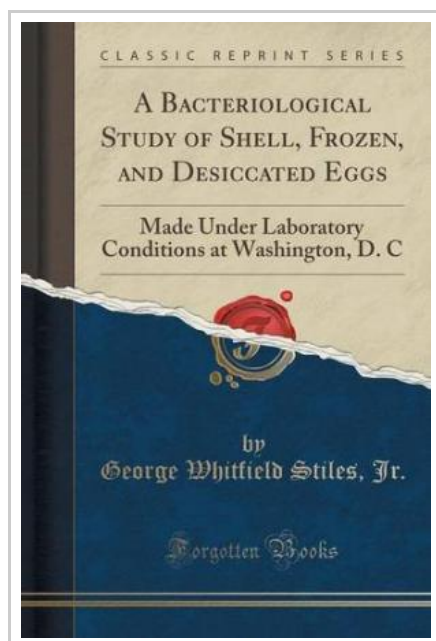 CLASSIC REPRINT SERIES
A BACTERIOLOGICAL
STUDY OF SHELL, FROZEN,
AND DESICCATED EGGS
Made Under Laboratory
Conditions at Washington, D. C
by
George Whitfield Stiles, Jr.
Forgotten Books